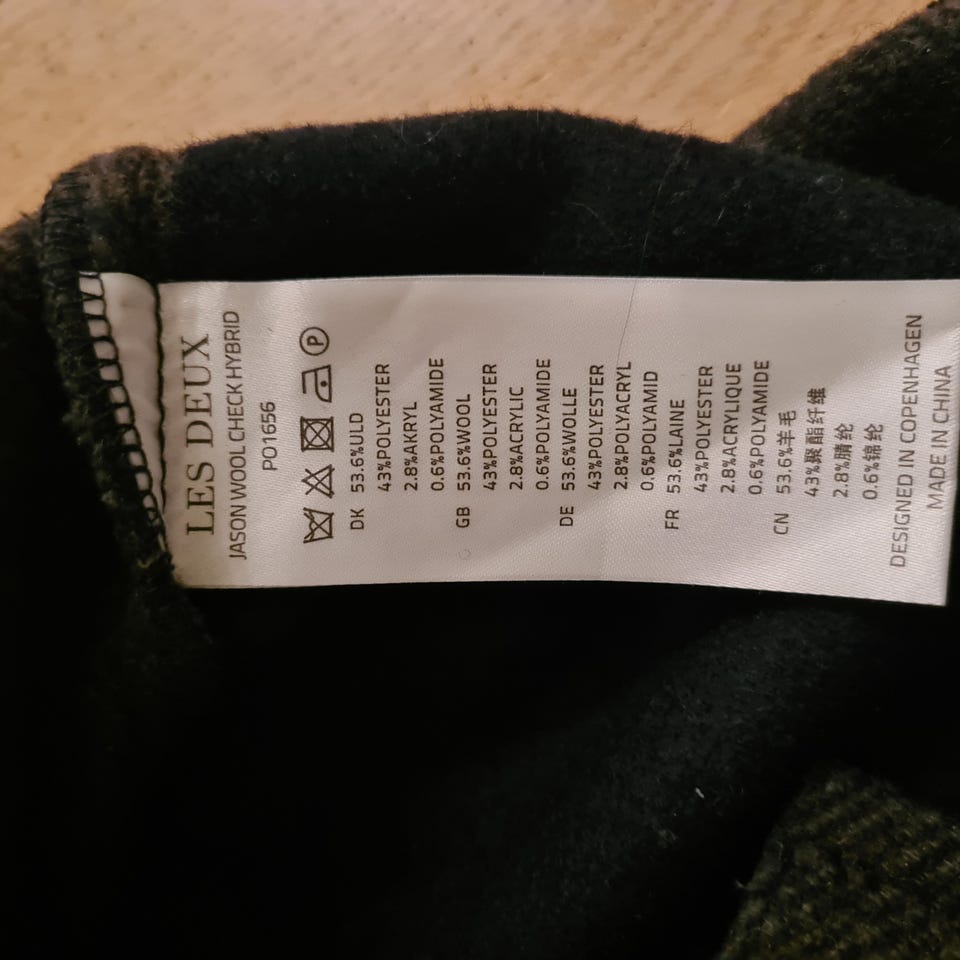 LES DEUX
JASON WOOL CHECK HYBRID
PO1656
P
DK 53.6%ULD
43%POLYESTER
2.8%AKRYL
0.6%POLYAMIDE
GB 53.6%WOOL
43%POLYESTER
2.8%ACRYLIC
0.6%POLYAMIDE
DE 53.6%WOLLE
43%POLYESTER
2.8%POLYACRYL
0.6%POLYAMID
FR 53.6%LAINE
43%POLYESTER
2.8%ACRYLIQUE
0.6%POLYAMIDE
CN 53.6%羊毛
43%聚酯纤维
2.8%腈纶
0.6%锦纶
DESIGNED IN COPENHAGEN
MADE IN CHINA